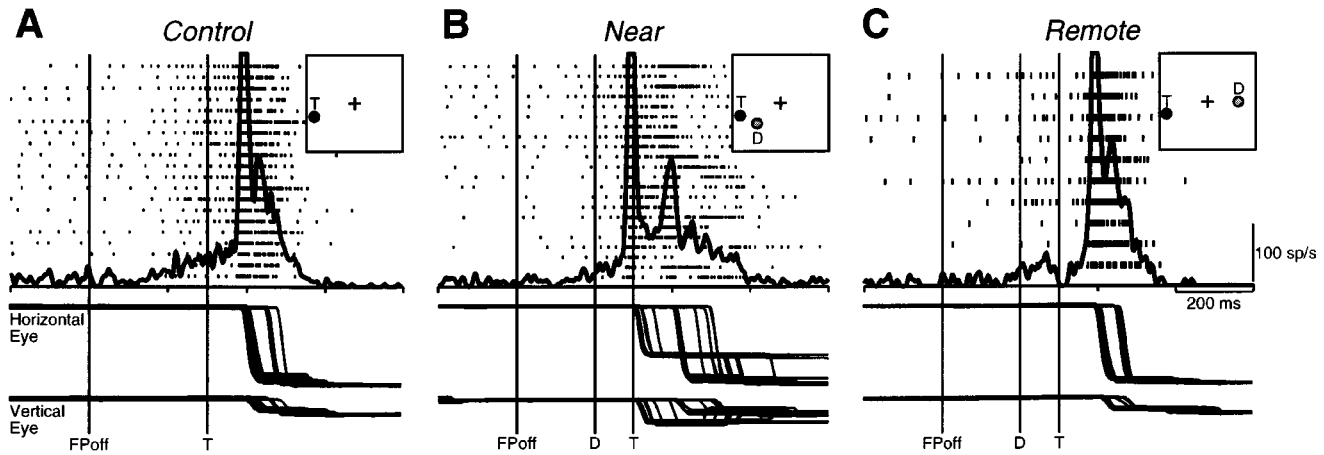 A
Control
T
B
Near
T
D
C
Remote
T
D
100 sp/s
200 ms
Horizontal
Eye
Vertical
Eye
FPoff
T
FPoff
D
T
FPoff
D
T